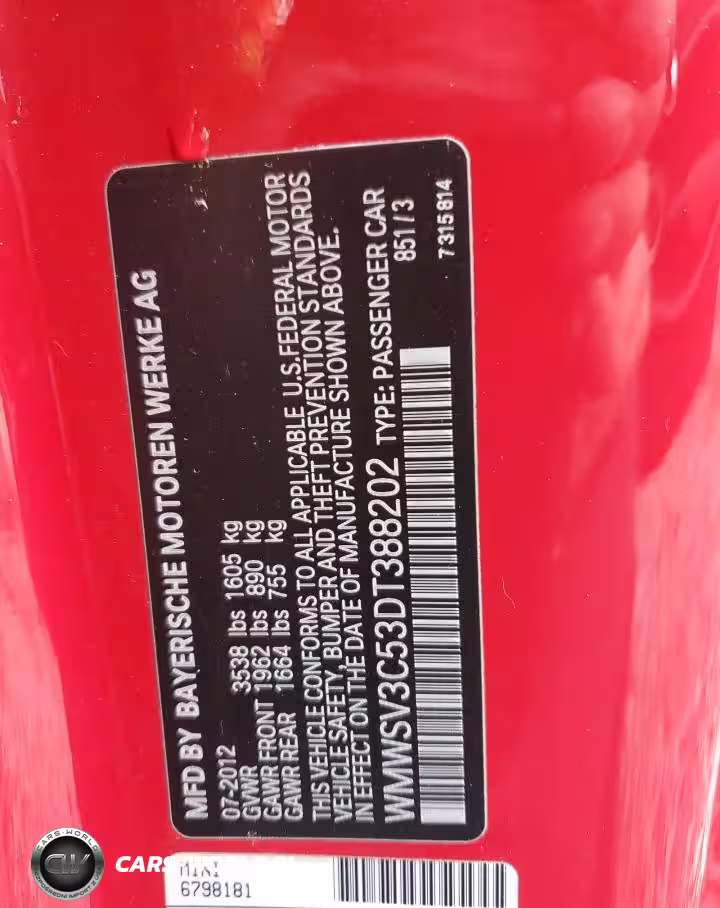 MFD BY BAYERISCHE MOTOREN WERKE AG
07-2012
GVWR 3538 lbs 1605 kg
GAWR FRONT 1962 lbs 890 kg
GAWR REAR 1664 lbs 755 kg
THIS VEHICLE CONFORMS TO ALL APPLICABLE U.S.FEDERAL MOTOR
VEHICLE SAFETY, BUMPER AND THEFT PREVENTION STANDARDS
IN EFFECT ON THE DATE OF MANUFACTURE SHOWN ABOVE.
WMWSV3C53DT388202 TYPE: PASSENGER CAR
851/3
7315814
MINI
6798181
CARS-WORLD
CW